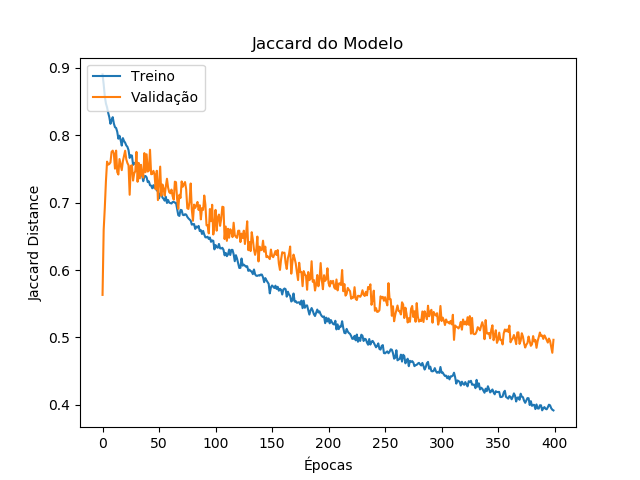 Jaccard do Modelo
Treino
Validação
Jaccard Distance
0.9
0.8
0.7
0.6
0.5
0.4
0 50 100 150 200 250 300 350 400
Épocas